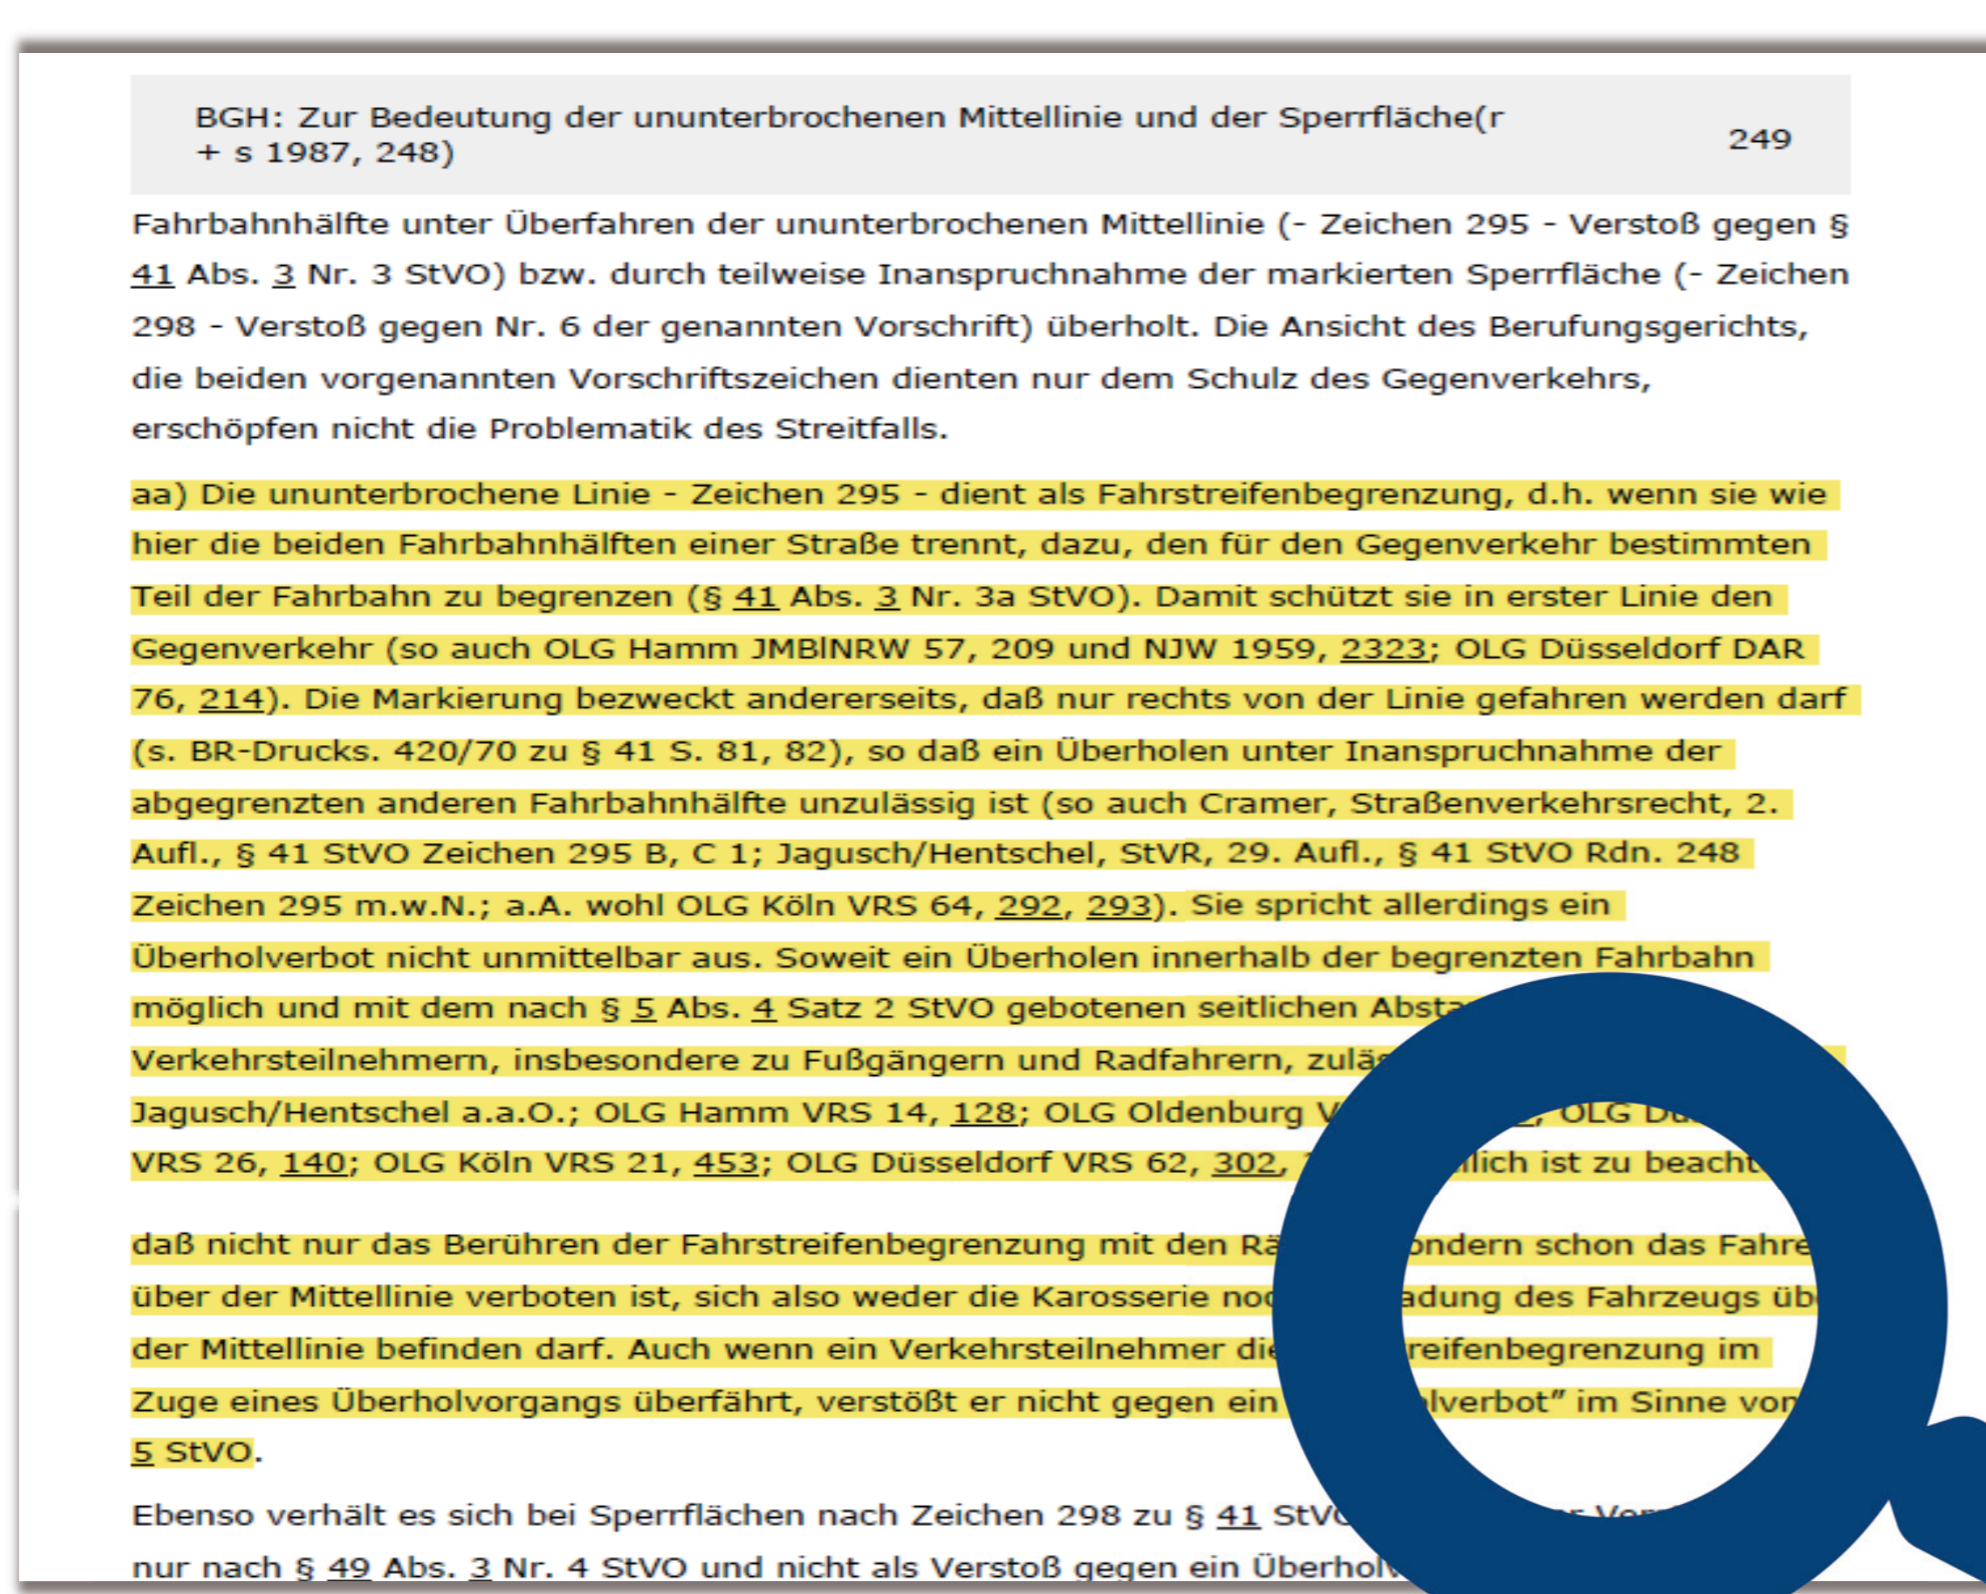 BGH: Zur Bedeutung der ununterbrochenen Mittellinie und der Sperrfläche(r
+ s 1987, 248)
249
Fahrbahnhälfte unter Überfahren der ununterbrochenen Mittellinie (- Zeichen 295 - Verstoß gegen §
41 Abs. 3 Nr. 3 StVO) bzw. durch teilweise Inanspruchnahme der markierten Sperrfläche (- Zeichen
298 - Verstoß gegen Nr. 6 der genannten Vorschrift) überholt. Die Ansicht des Berufungsgerichts,
die beiden vorgenannten Vorschriftszeichen dienten nur dem Schulz des Gegenverkehrs,
erschöpfen nicht die Problematik des Streitfalls.
aa) Die ununterbrochene Linie - Zeichen 295 - dient als Fahrstreifenbegrenzung, d.h. wenn sie wie
hier die beiden Fahrbahnhälften einer Straße trennt, dazu, den für den Gegenverkehr bestimmten
Teil der Fahrbahn zu begrenzen (§ 41 Abs. 3 Nr. 3a StVO). Damit schützt sie in erster Linie den
Gegenverkehr (so auch OLG Hamm JMBlNRW 57, 209 und NJW 1959, 2323; OLG Düsseldorf DAR
76, 214). Die Markierung bezweckt andererseits, daß nur rechts von der Linie gefahren werden darf
(s. BR-Drucks. 420/70 zu § 41 S. 81, 82), so daß ein Überholen unter Inanspruchnahme der
abgegrenzten anderen Fahrbahnhälfte unzulässig ist (so auch Cramer, Straßenverkehrsrecht, 2.
Aufl., § 41 StVO Zeichen 295 B, C 1; Jagusch/Hentschel, StVR, 29. Aufl., § 41 StVO Rdn. 248
Zeichen 295 m.w.N.; a.A. wohl OLG Köln VRS 64, 292, 293). Sie spricht allerdings ein
Überholverbot nicht unmittelbar aus. Soweit ein Überholen innerhalb der begrenzten Fahrbahn
möglich und mit dem nach § 5 Abs. 4 Satz 2 StVO gebotenen seitlichen
Verkehrsteilnehmern, insbesondere zu Fußgängern und Radfahrern,
Jagusch/Hentschel a.a.O.; OLG Hamm VRS 14, 128; OLG Oldenburg OLG
VRS 26, 140; OLG Köln VRS 21, 453; OLG Düsseldorf VRS 62, 302, ist zu
daß nicht nur das Berühren der Fahrstreifenbegrenzung mit den schon das
über der Mittellinie verboten ist, sich also weder die Karosserie des Fahrzeugs
der Mittellinie befinden darf. Auch wenn ein Verkehrsteilnehmer im
Zuge eines Überholvorgangs überfährt, verstößt er nicht gegen ein im Sinne von
5 StVO.
Ebenso verhält es sich bei Sperrflächen nach Zeichen 298 zu § 41
nur nach § 49 Abs. 3 Nr. 4 StVO und nicht als Verstoß gegen ein